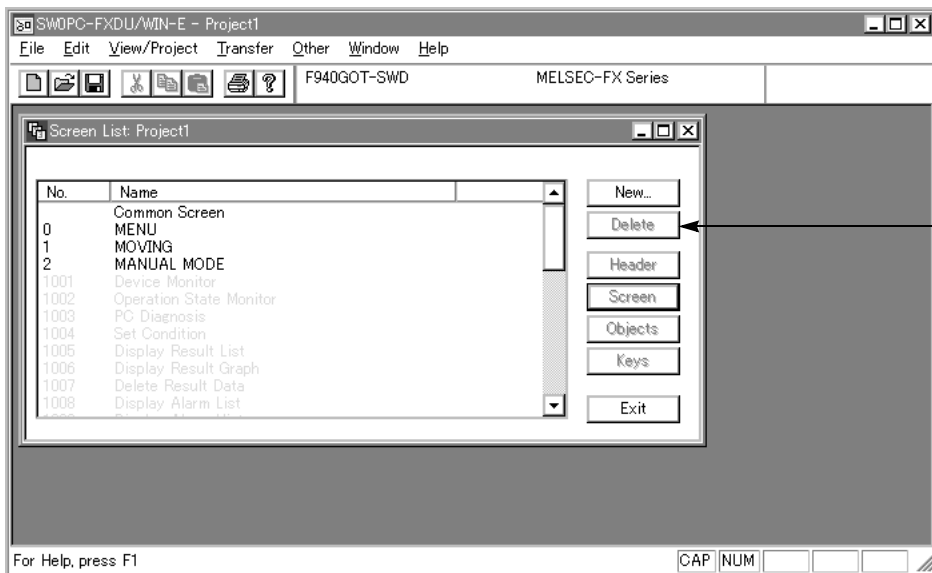 SW0PC-FXDU/WIN-E - Project1
File Edit View/Project Transfer Other Window Help
F940GOT-SWD MELSEC-FX Series
Screen List: Project1
No. Name
Common Screen
0 MENU
1 MOVING
2 MANUAL MODE
1001 Device Monitor
1002 Operation State Monitor
1003 PC Diagnosis
1004 Set Condition
1005 Display Result List
1006 Display Result Graph
1007 Delete Result Data
1008 Display Alarm List
New...
Delete
Header
Screen
Objects
Keys
Exit
For Help, press F1 CAP NUM